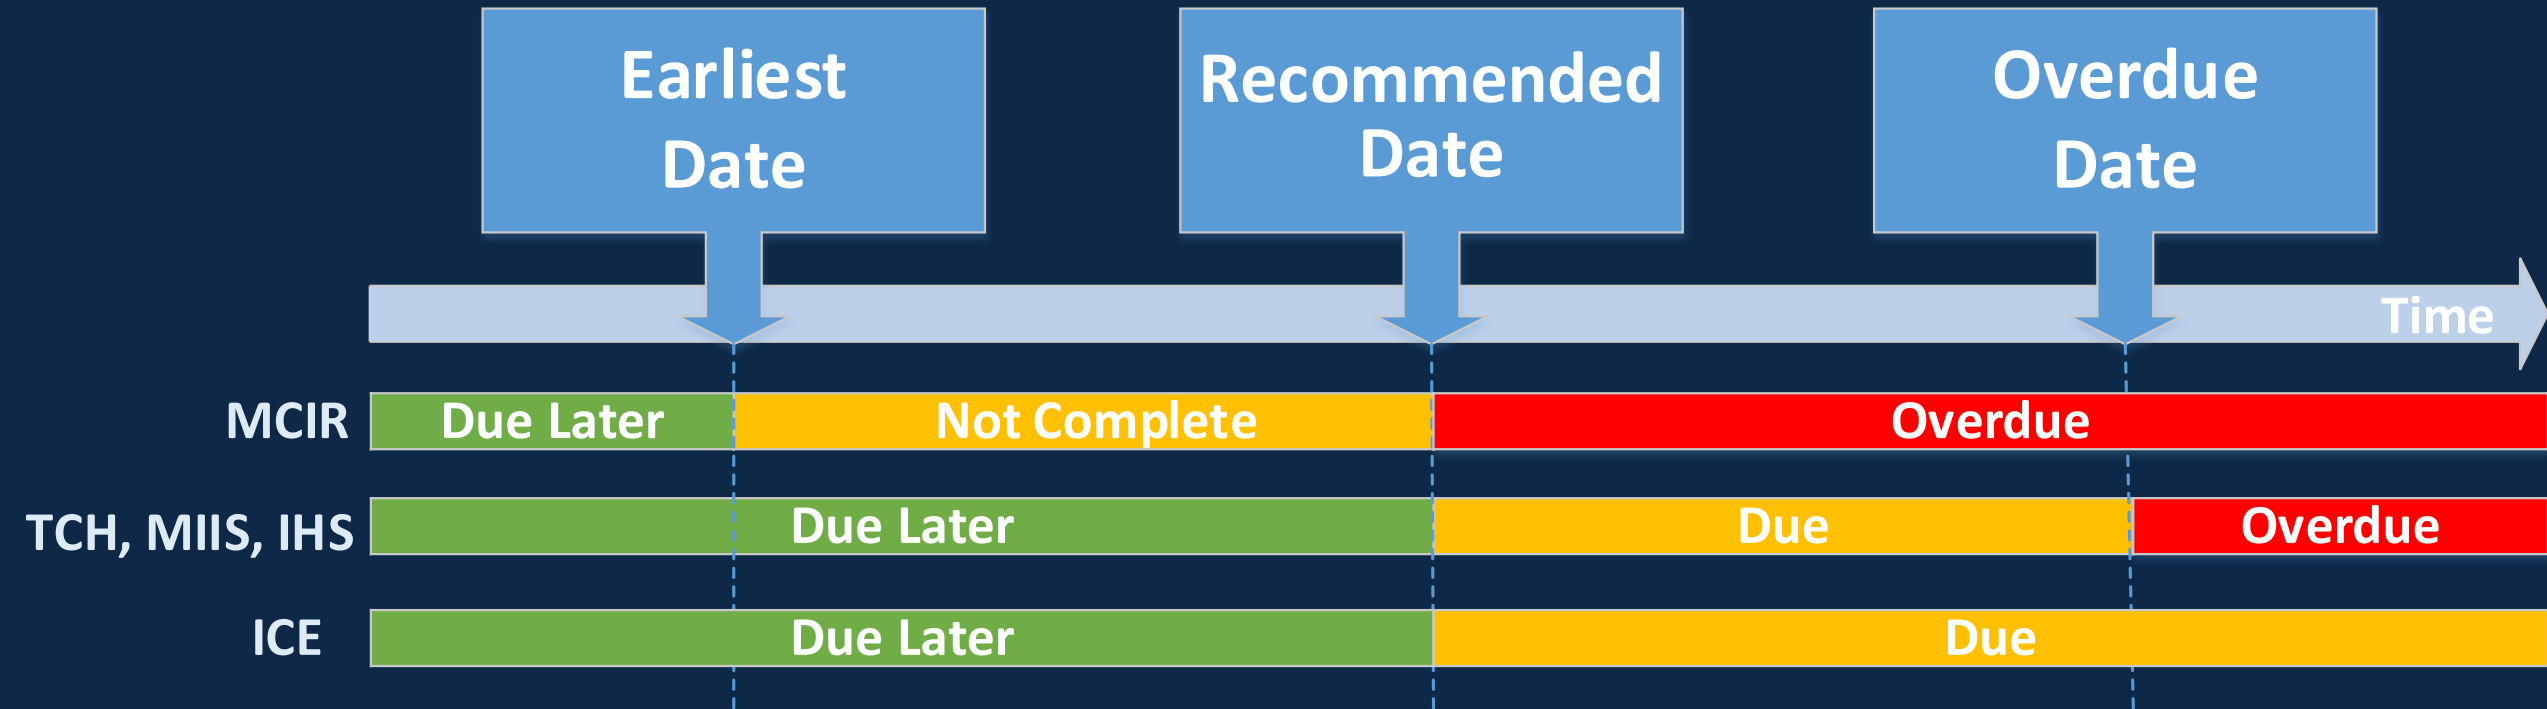 Earliest
Date
Recommended
Date
Overdue
Date
Time
MCIR
Due Later
Not Complete
Overdue
TCH, MIIS, IHS
Due Later
Due
Overdue
ICE
Due Later
Due